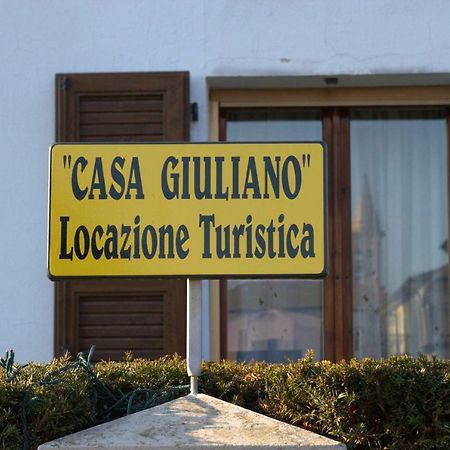 "CASA GIULIANO"
Locazione Turistica